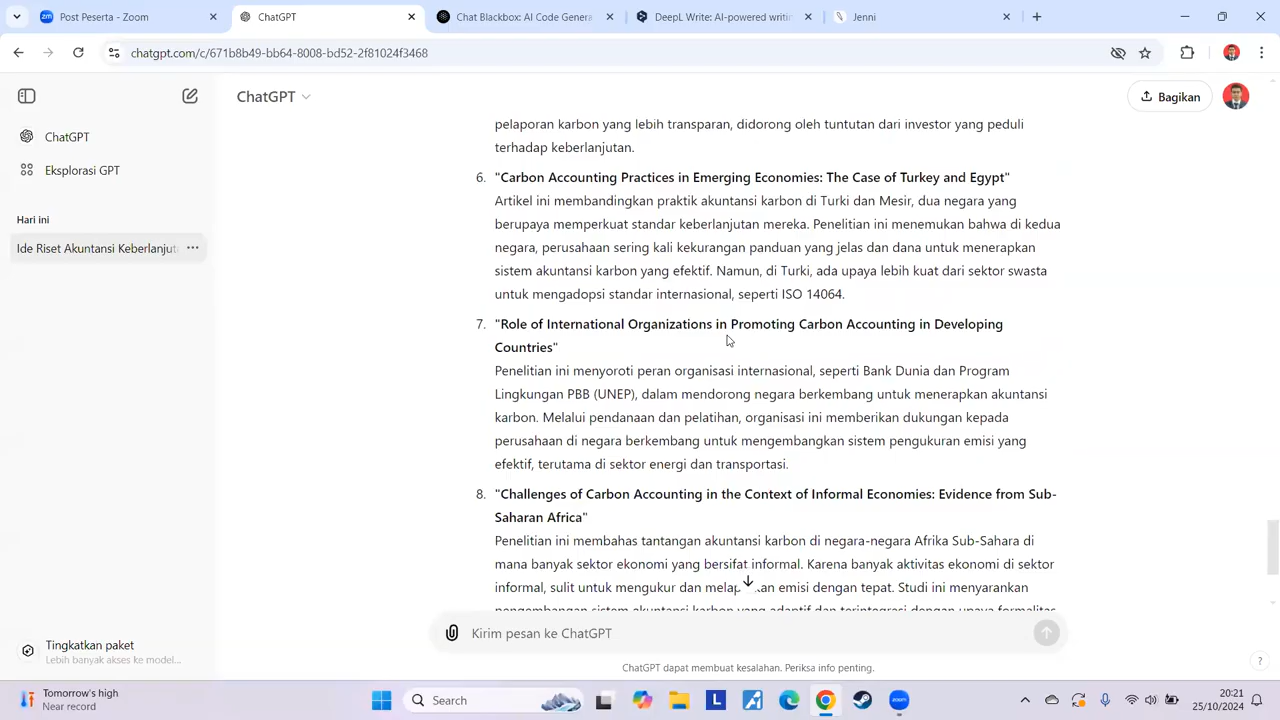 Post Peserta - Zoom
ChatGPT
Chat Blackbox: AI Code Genera
DeepL Write: AI-powered writin
Jenni
chatgpt.com/c/671b8b49-bb64-8008-bd52-2f81024f3468
ChatGPT
Bagikan
ChatGPT
Eksplorasi GPT
Hari ini
Ide Riset Akuntansi Keberlanjut
pelaporan karbon yang lebih transparan, didorong oleh tuntutan dari investor yang peduli
terhadap keberlanjutan.
6. "Carbon Accounting Practices in Emerging Economies: The Case of Turkey and Egypt"
Artikel ini membandingkan praktik akuntansi karbon di Turki dan Mesir, dua negara yang
berupaya memperkuat standar keberlanjutan mereka. Penelitian ini menemukan bahwa di kedua
negara, perusahaan sering kali kekurangan panduan yang jelas dan dana untuk menerapkan
sistem akuntansi karbon yang efektif. Namun, di Turki, ada upaya lebih kuat dari sektor swasta
untuk mengadopsi standar internasional, seperti ISO 14064.
7. "Role of International Organizations in Promoting Carbon Accounting in Developing
Countries"
Penelitian ini menyoroti peran organisasi internasional, seperti Bank Dunia dan Program
Lingkungan PBB (UNEP), dalam mendorong negara berkembang untuk menerapkan akuntansi
karbon. Melalui pendanaan dan pelatihan, organisasi ini memberikan dukungan kepada
perusahaan di negara berkembang untuk mengembangkan sistem pengukuran emisi yang
efektif, terutama di sektor energi dan transportasi.
8. "Challenges of Carbon Accounting in the Context of Informal Economies: Evidence from Sub-
Saharan Africa"
Penelitian ini membahas tantangan akuntansi karbon di negara-negara Afrika Sub-Sahara di
mana banyak sektor ekonomi yang bersifat informal. Karena banyak aktivitas ekonomi di sektor
informal, sulit untuk mengukur dan emisi dengan tepat. Studi ini menyarankan
pengembangan sistem akuntansi karbon yang adaptif dan terintegrasi dengan upaya formalitas
Kirim pesan ke ChatGPT
ChatGPT dapat membuat kesalahan. Periksa info penting.
Tingkatkan paket
Lebih banyak akses ke model...
Tomorrow's high
Near record
Search
20:21
25/10/2024